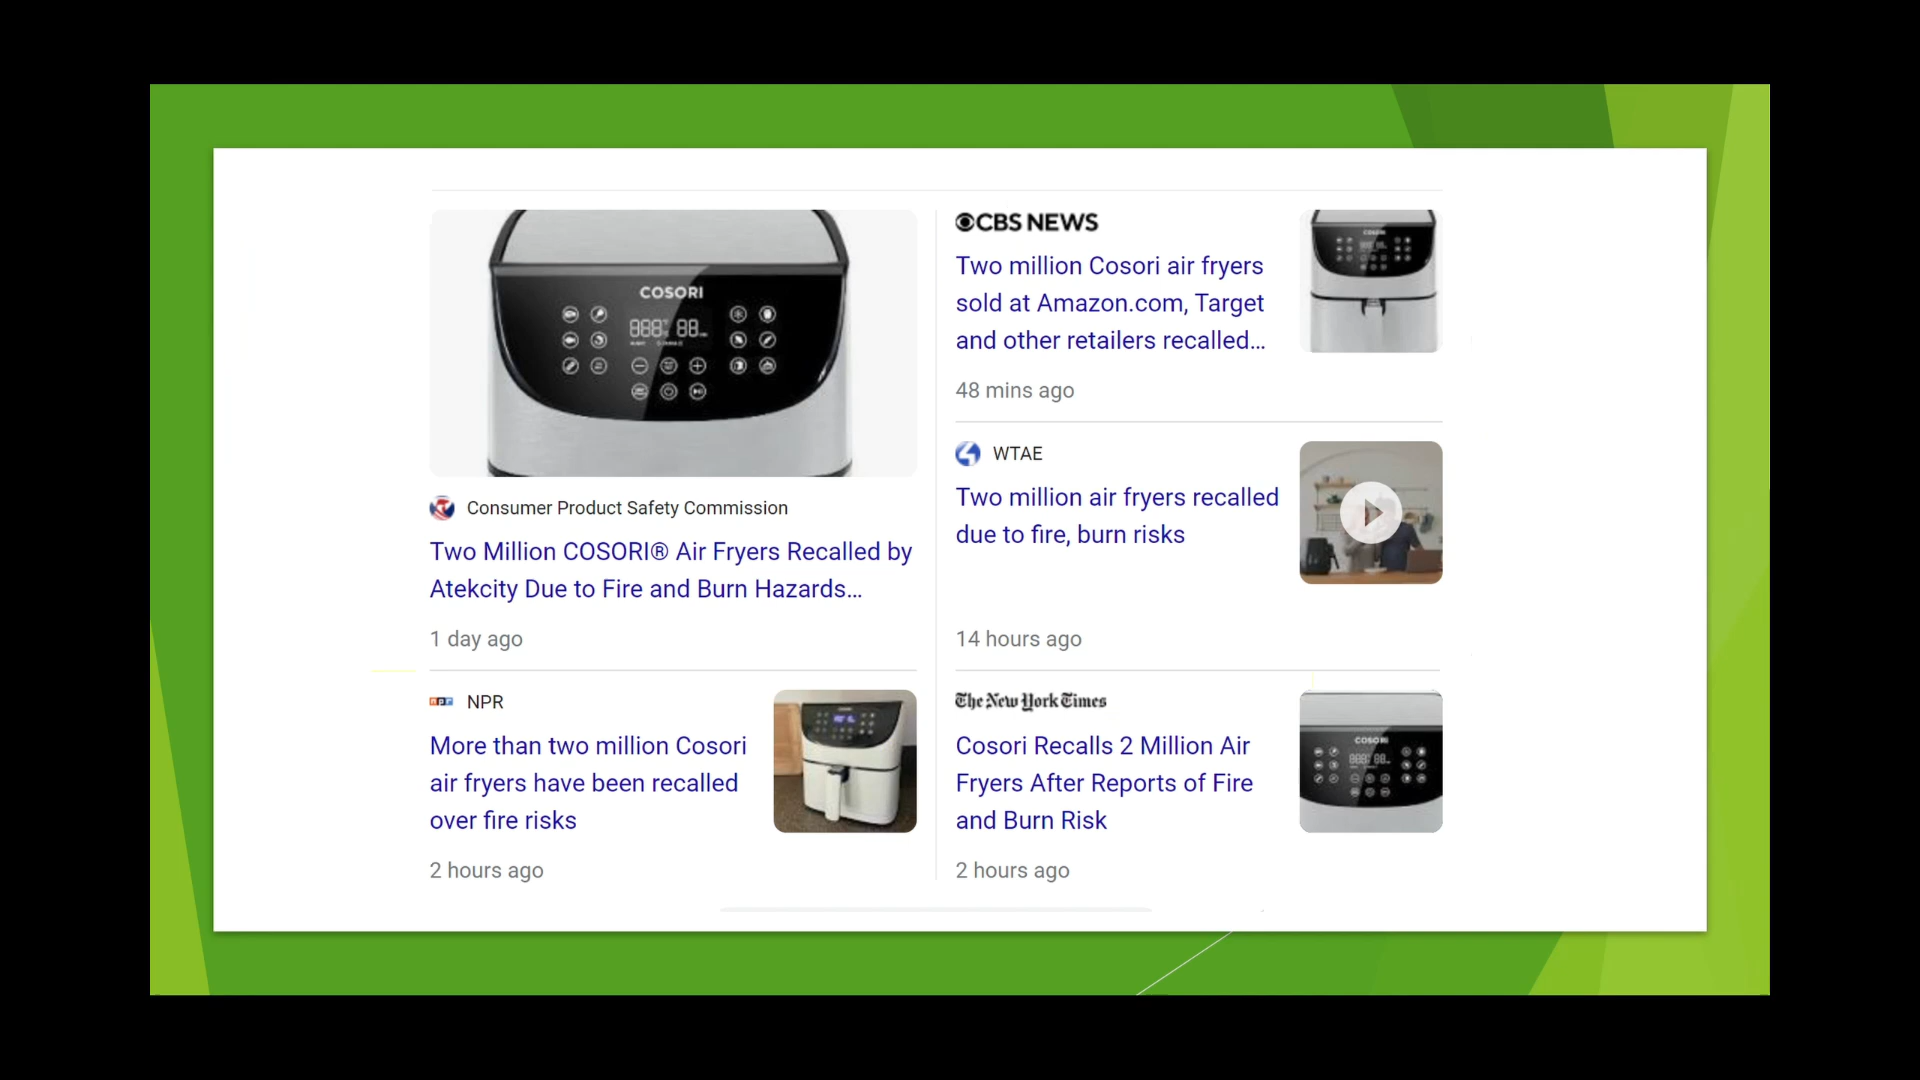 COSORI
Consumer Product Safety Commission
Two Million COSORI® Air Fryers Recalled by
Atekcity Due to Fire and Burn Hazards...
1 day ago
npr NPR
More than two million Cosori
air fryers have been recalled
over fire risks
2 hours ago
CBS NEWS
Two million Cosori air fryers
sold at Amazon.com, Target
and other retailers recalled...
48 mins ago
WTAE
Two million air fryers recalled
due to fire, burn risks
14 hours ago
The New York Times
Cosori Recalls 2 Million Air
Fryers After Reports of Fire
and Burn Risk
2 hours ago
COSORI